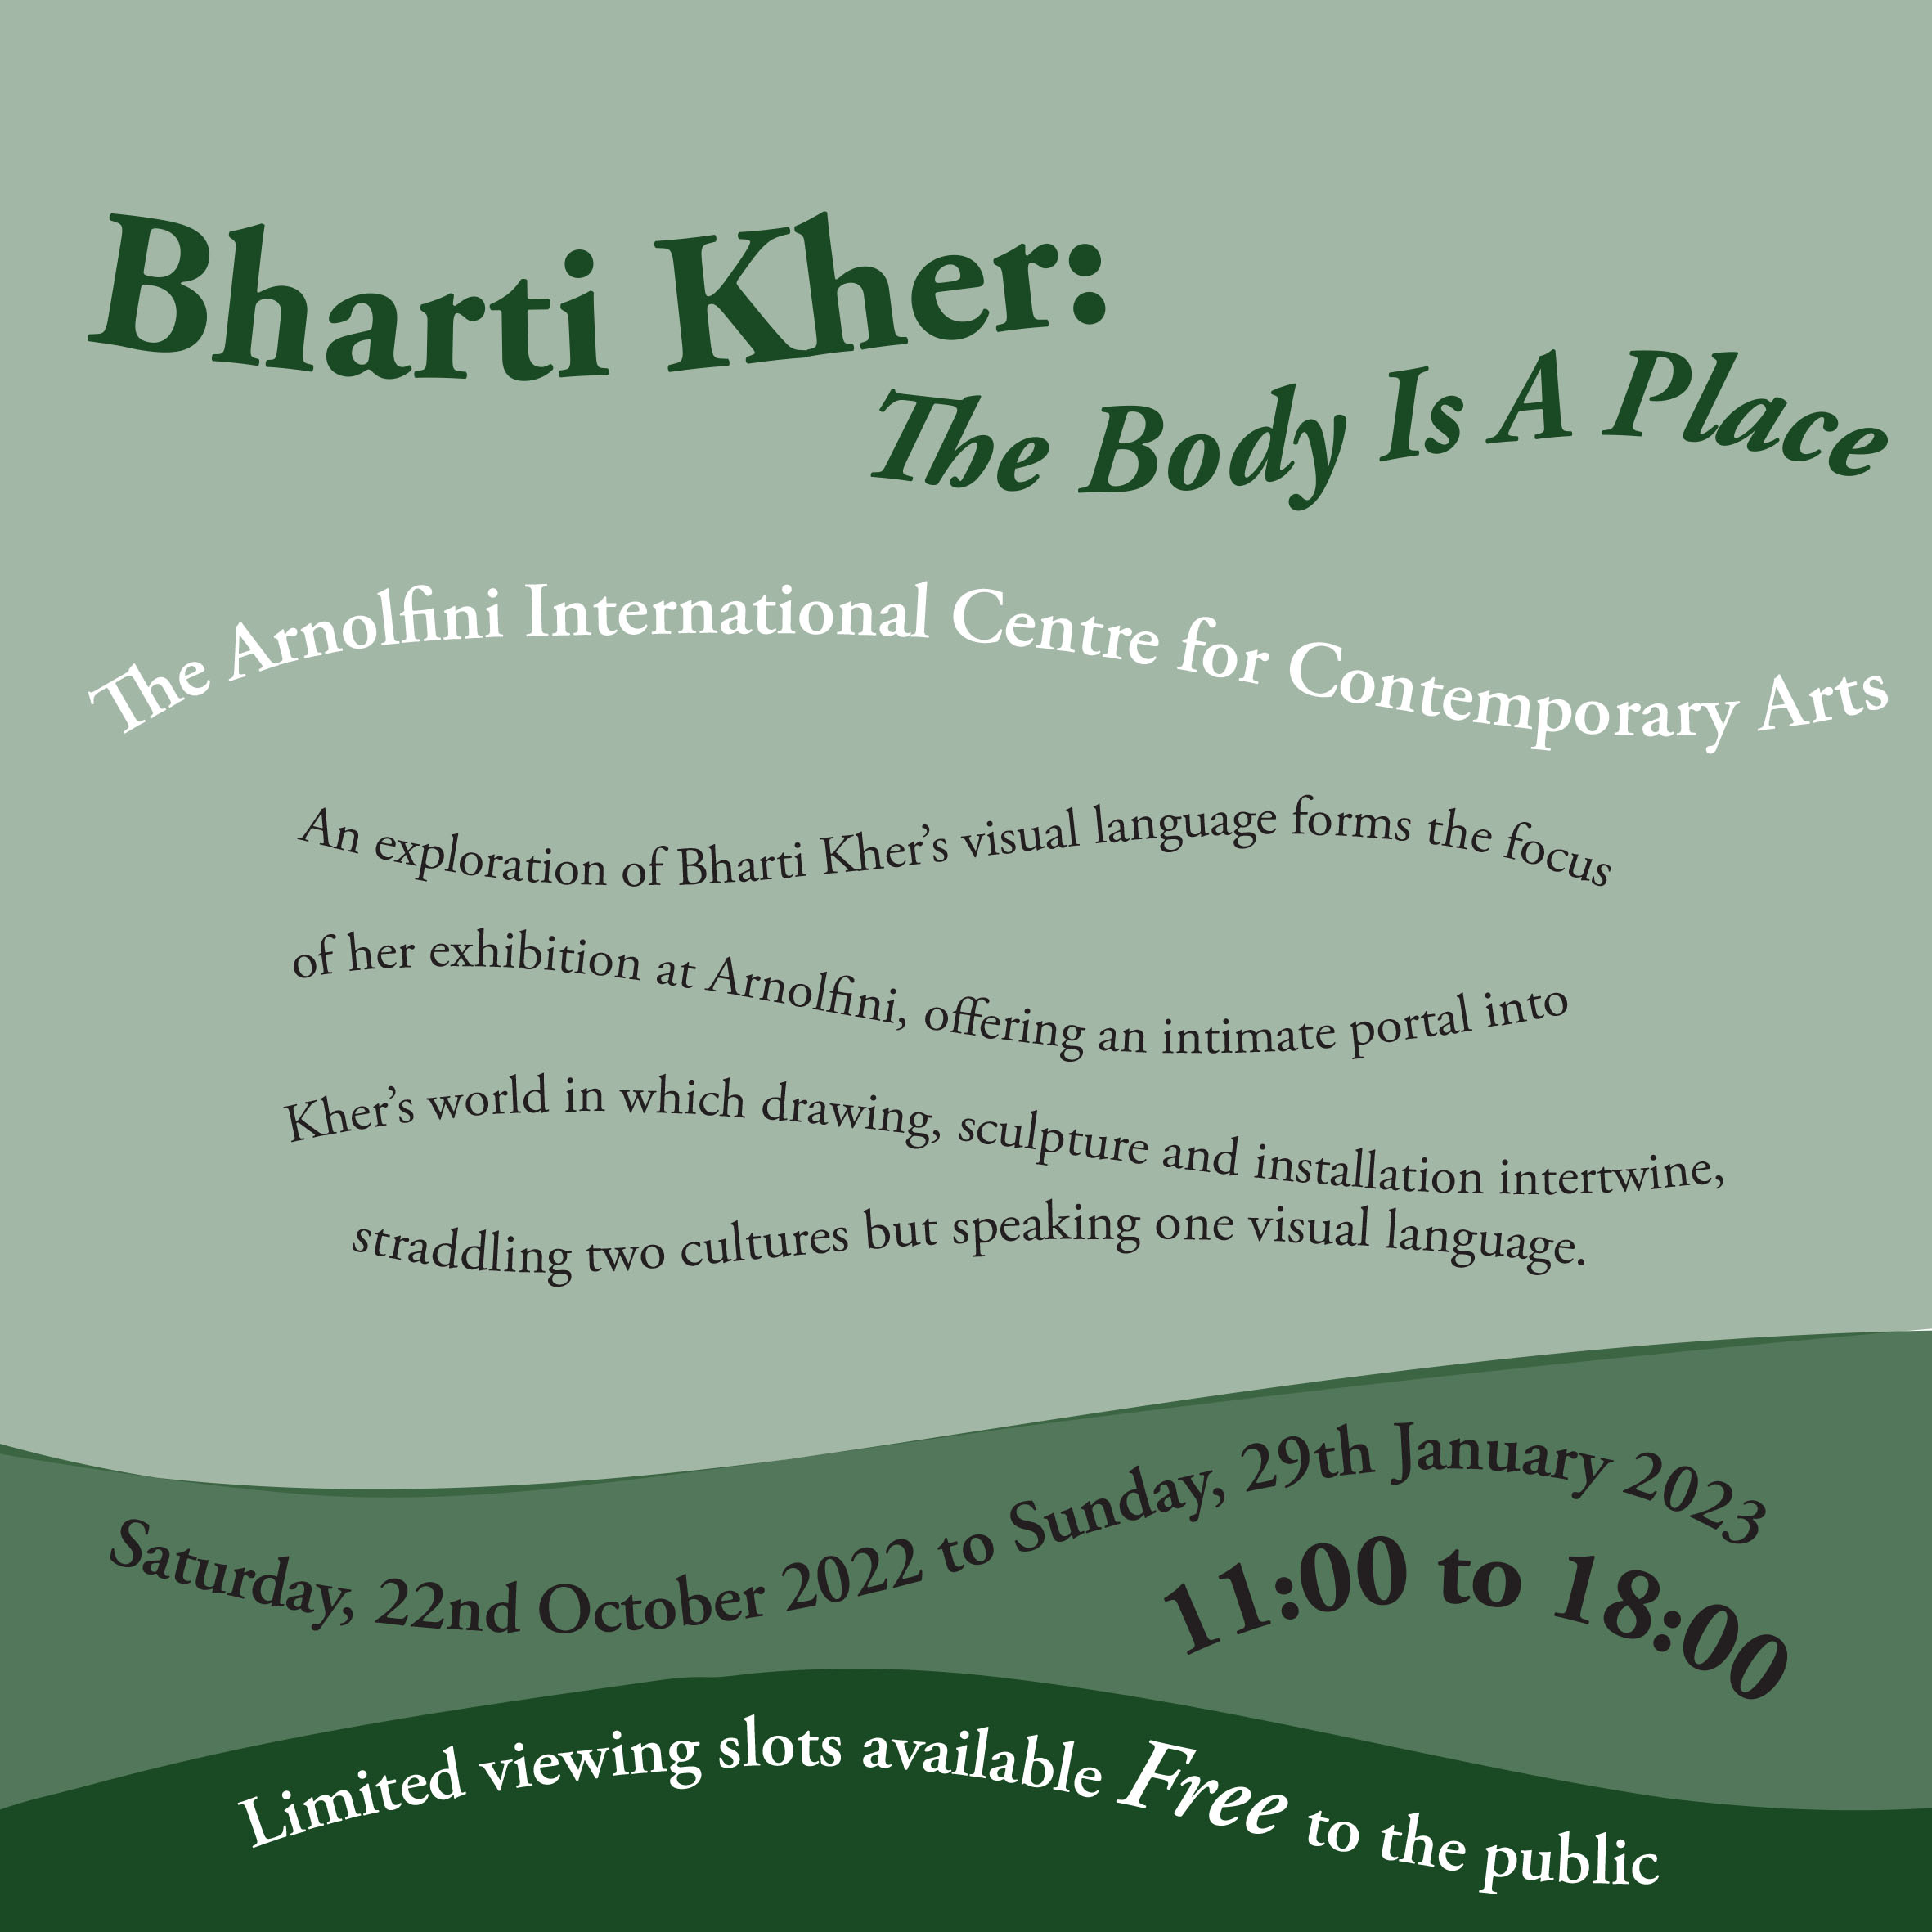 Bharti Kher:
The Body Is A Place
The Arnolfini International Centre for Contemporary Arts
An exploration of Bharti Kher’s visual language forms the focus
of her exhibition at Arnolfini, offering an intimate portal into
Kher’s world in which drawing, sculpture and installation intertwine,
straddling two cultures but speaking one visual language.
Saturday, 22nd October 2022 to Sunday, 29th January 2023
11:00 to 18:00
Limited viewing slots available Free to the public